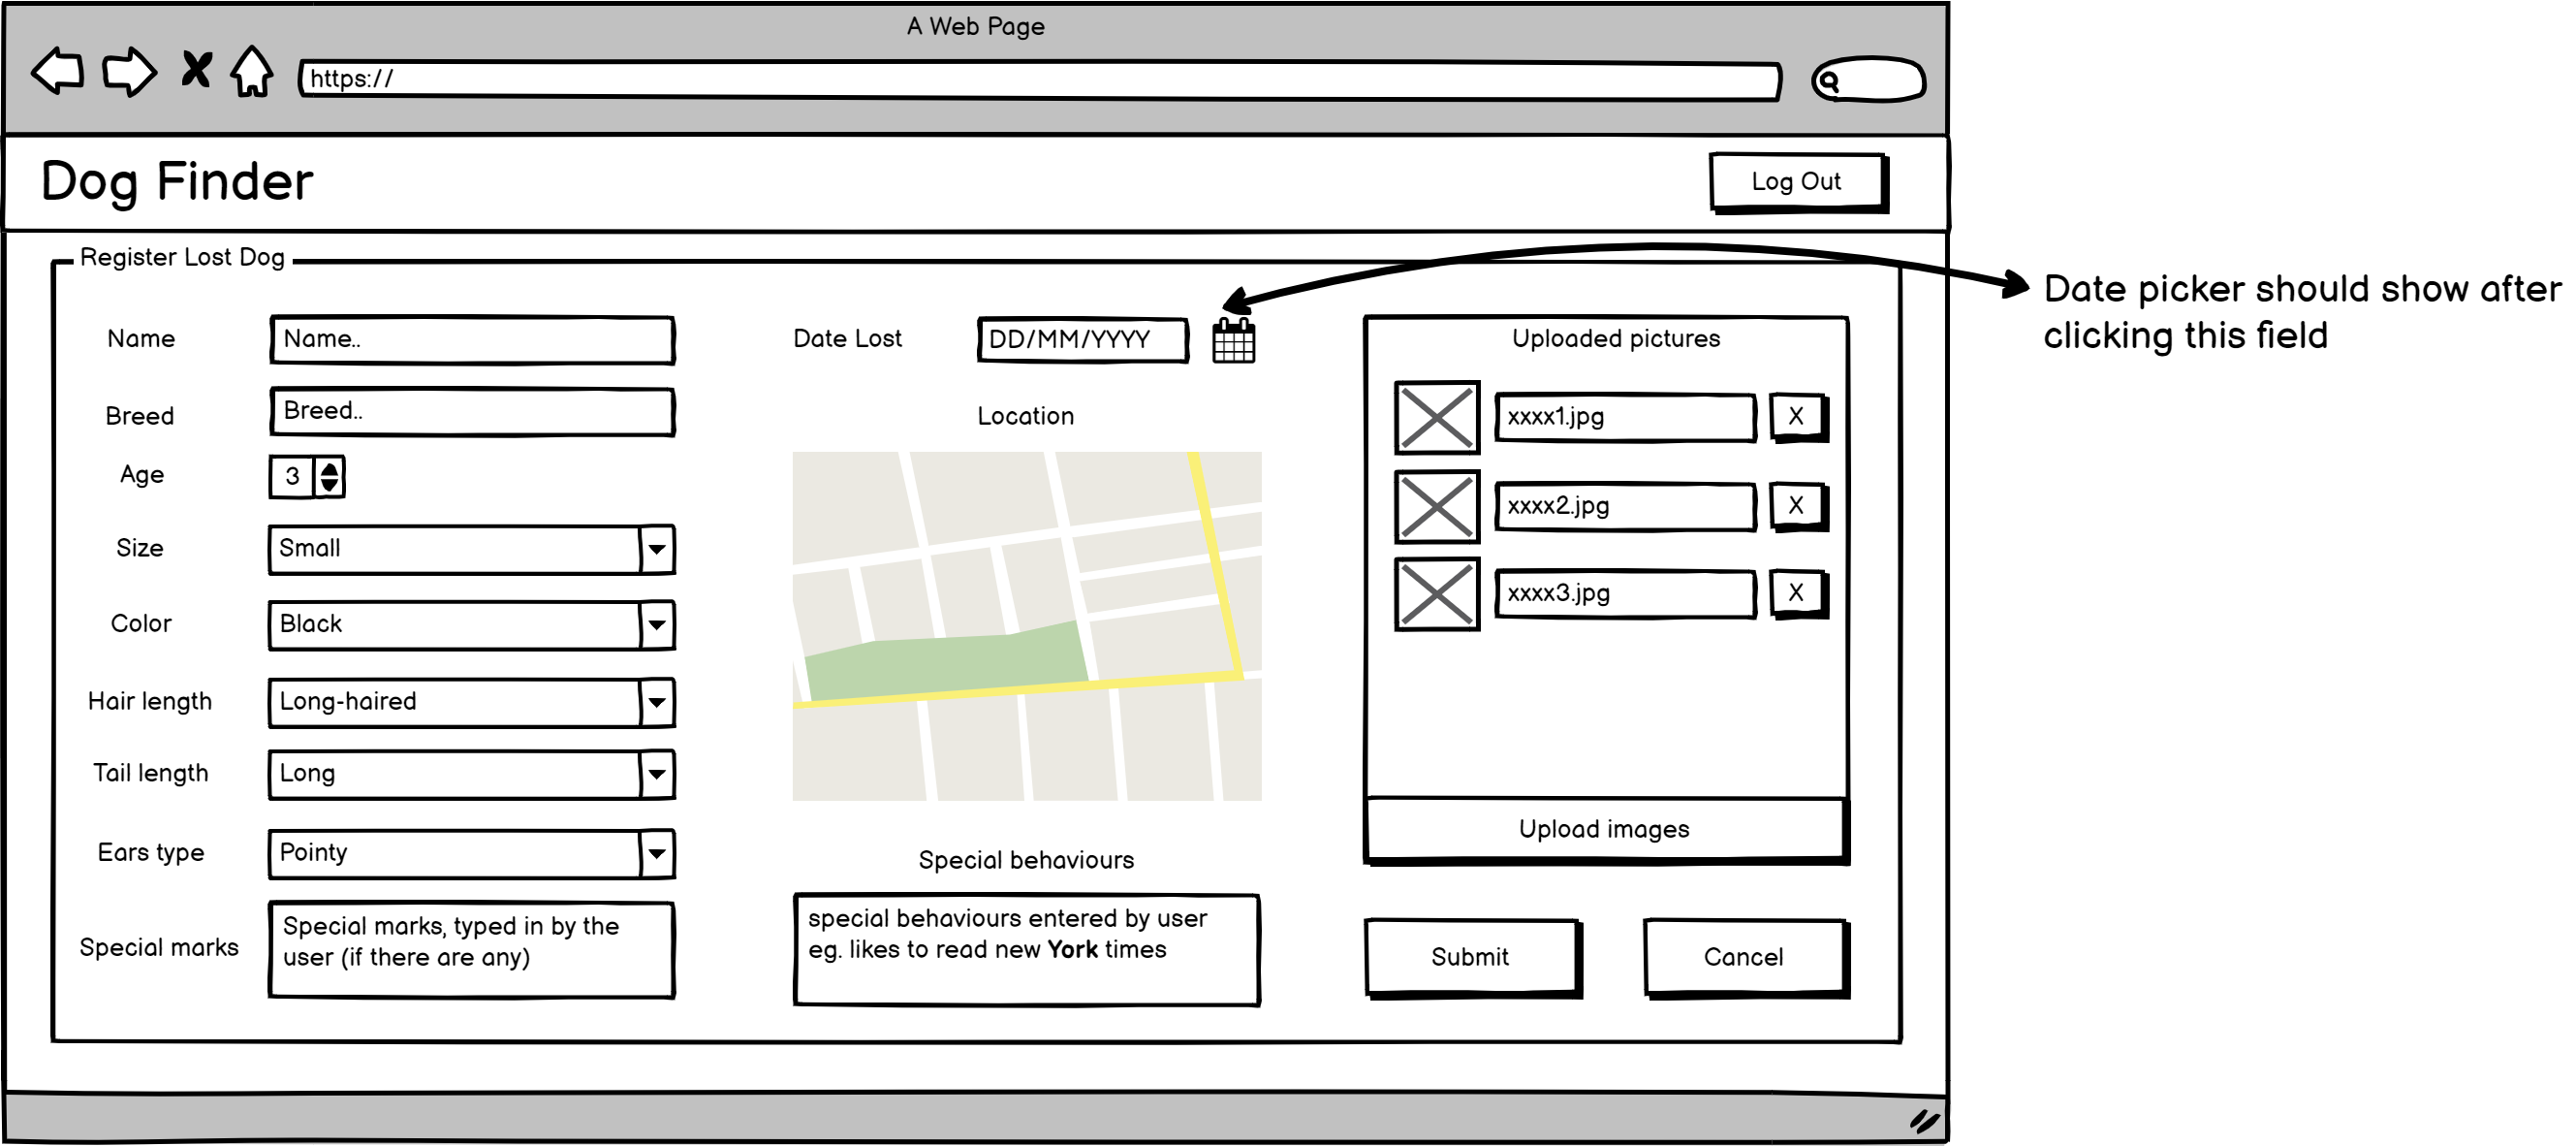 A Web Page
https://
Dog Finder
Log Out
Register Lost Dog
Name
Name..
Breed
Breed..
Age
3
Size
Small
Color
Black
Hair length
Long-haired
Tail length
Long
Ears type
Pointy
Special marks
Special marks, typed in by the
user (if there are any)
Date Lost
DD/MM/YYYY
Location
Special behaviours
special behaviours entered by user
eg. likes to read new York times
Uploaded pictures
xxxx1.jpg
X
xxxx2.jpg
X
xxxx3.jpg
X
Upload images
Submit
Cancel
Date picker should show after
clicking this field